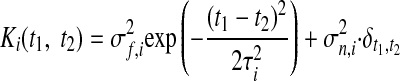 K_i(t_1, t_2) = σ_{f,i}^2 exp(−(t_1 − t_2)^2 / 2τ_i^2) + σ_{n,i}^2·δ_{t_1,t_2}